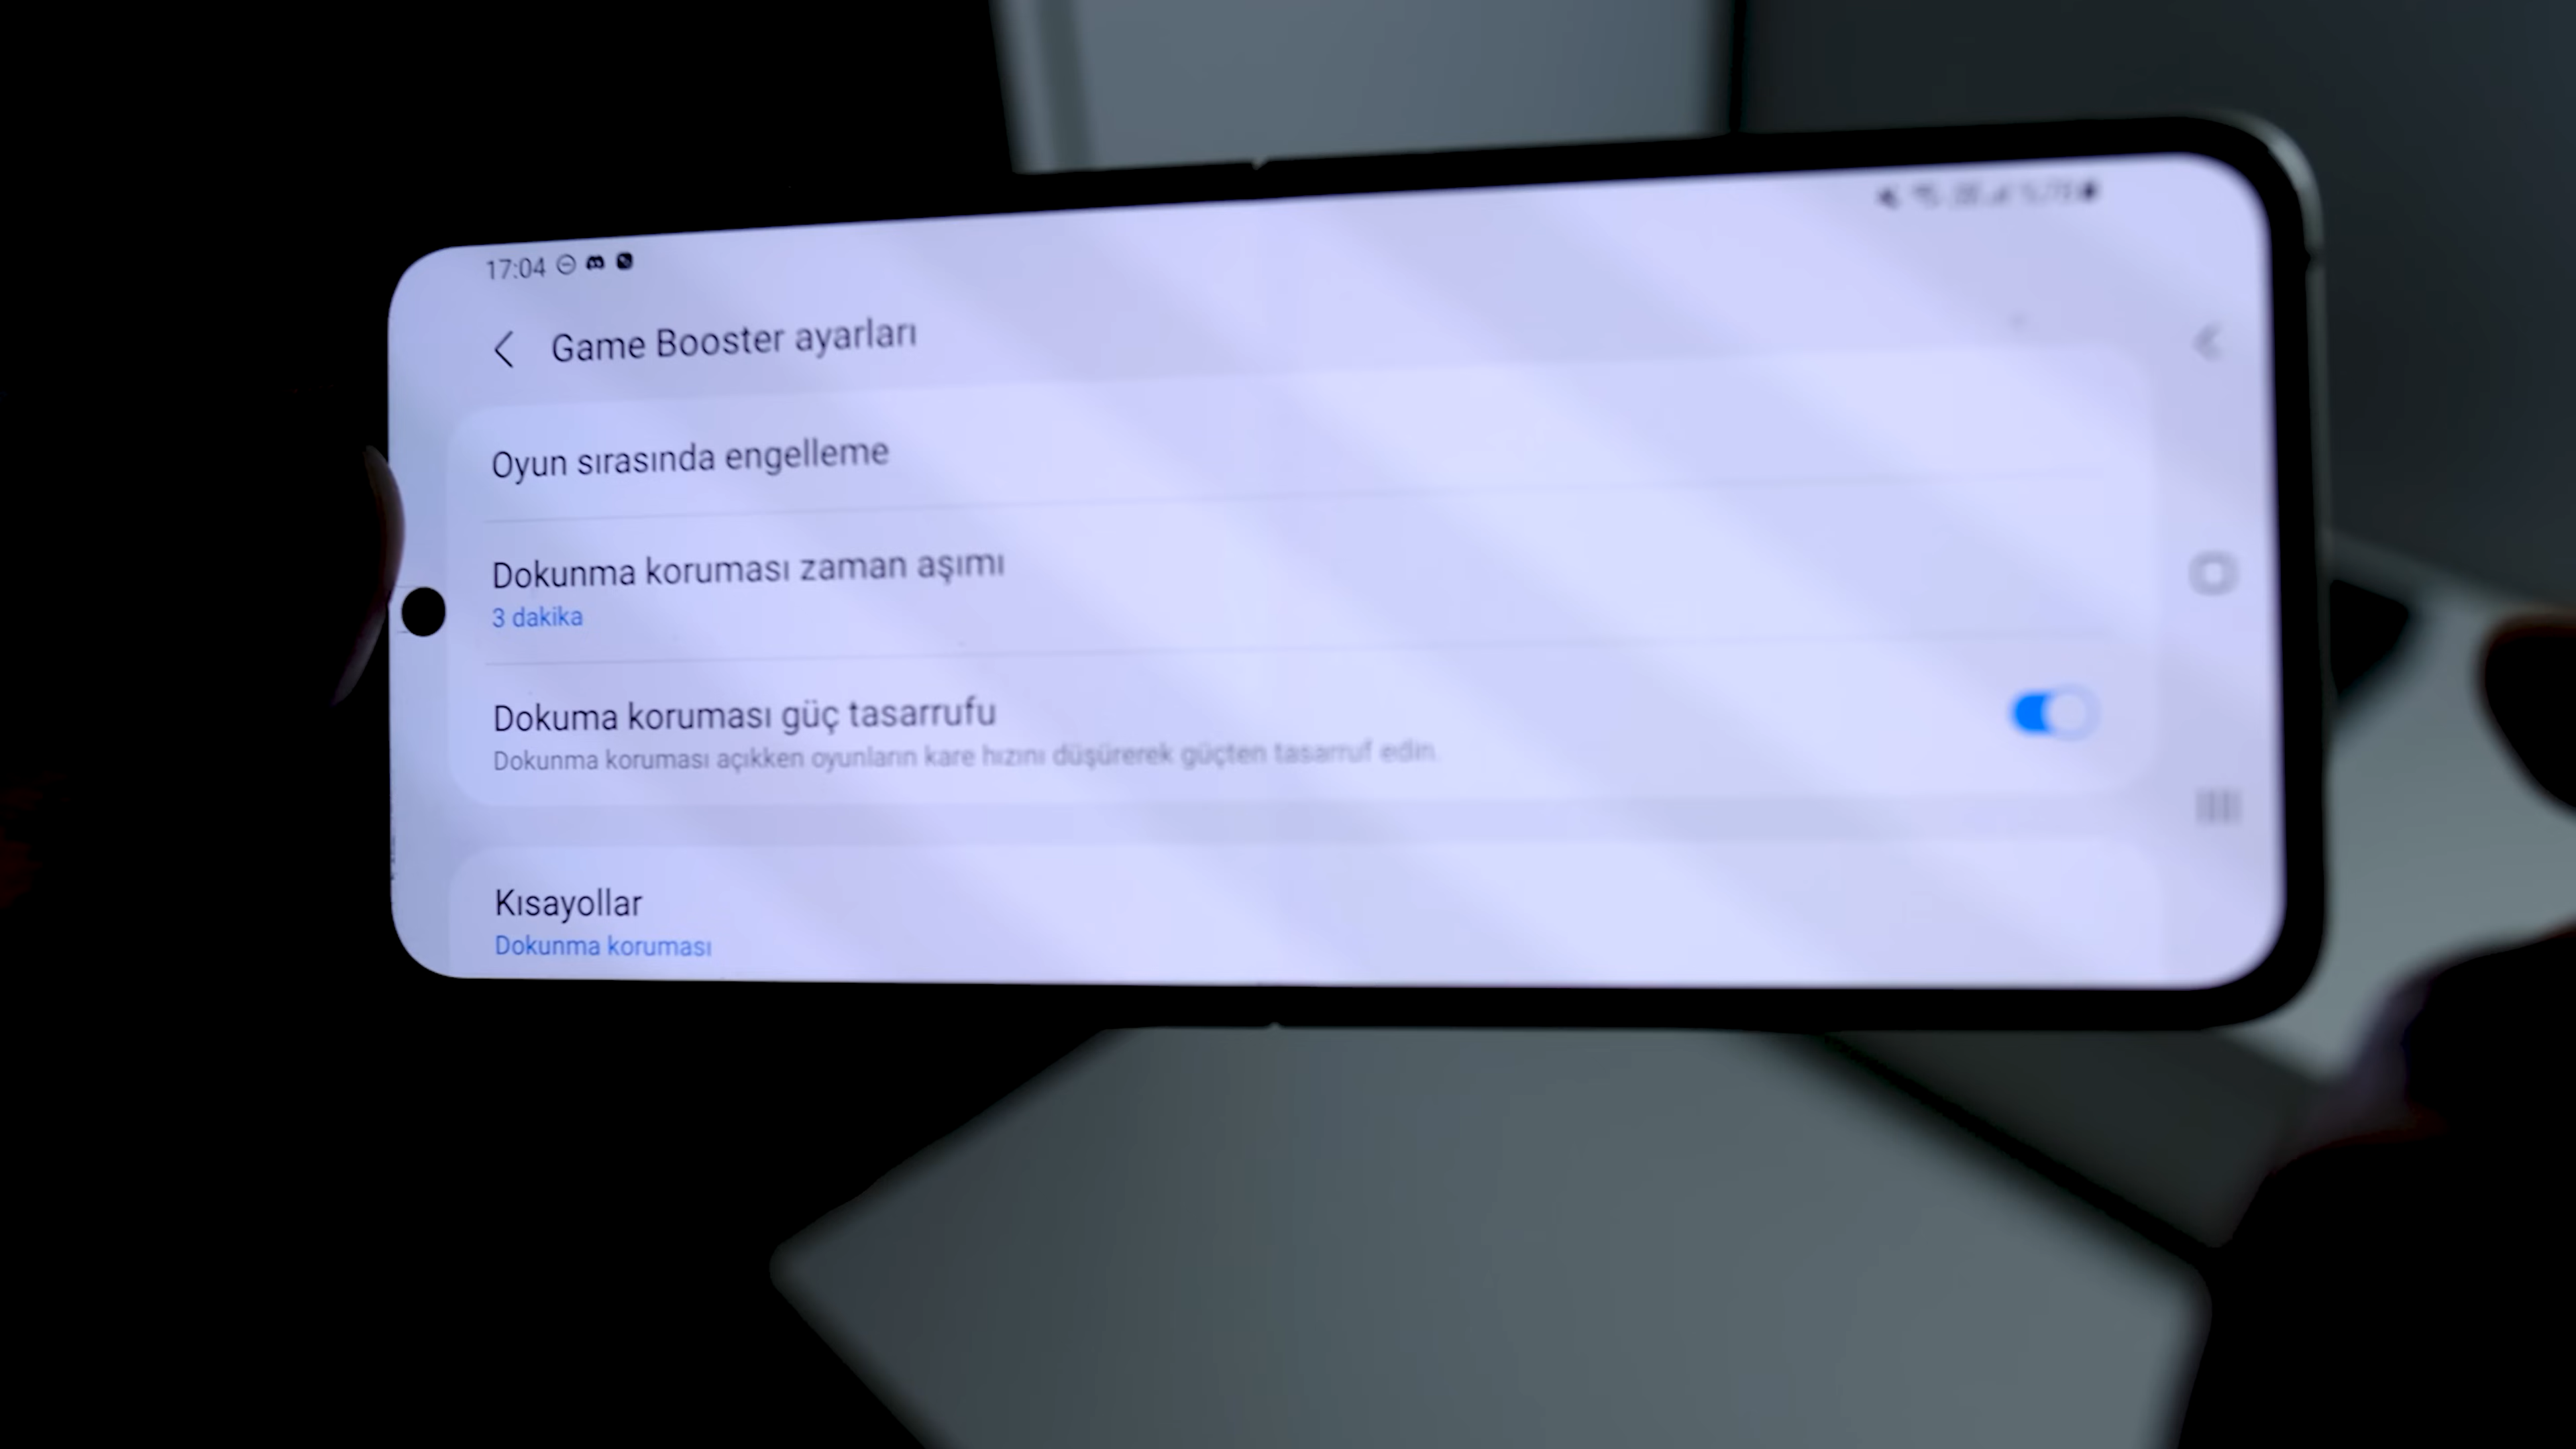 17:04
Game Booster ayarları
Oyun sırasında engelleme
Dokunma koruması zaman aşımı
3 dakika
Dokuma koruması güç tasarrufu
Dokunma koruması açıkken oyunların kare hızını düşürerek güçten tasarruf edin.
Kısayollar
Dokunma koruması